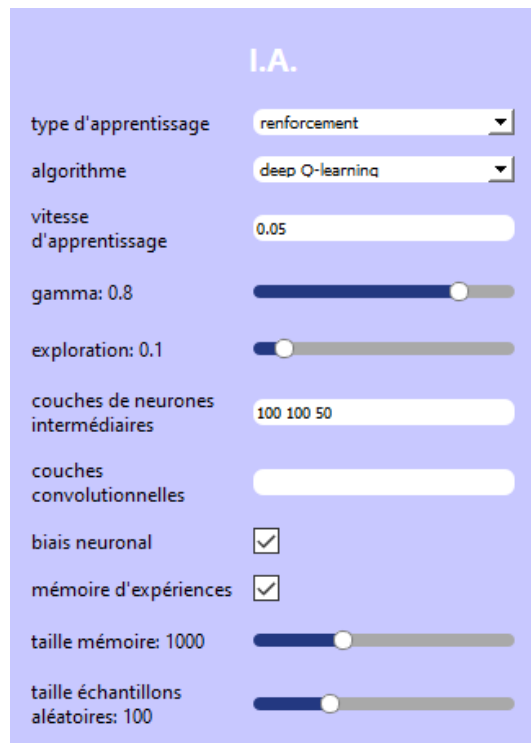 I.A.
type d'apprentissage renforcement
algorithme deep Q-learning
vitesse
d'apprentissage 0.05
gamma: 0.8
exploration: 0.1
couches de neurones
intermédiaires 100 100 50
couches
convolutionnelles
biais neuronal
mémoire d'expériences
taille mémoire: 1000
taille échantillons
aléatoires: 100